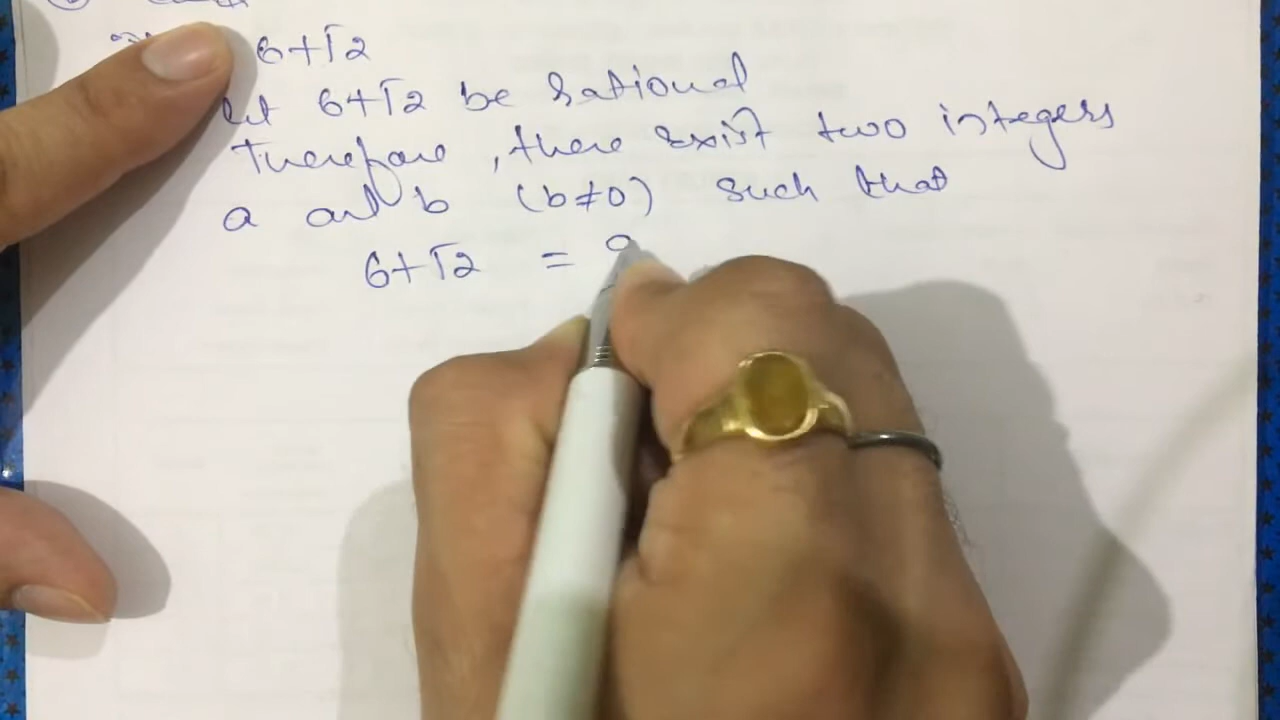 6+√2
let 6+√2 be rational
Therefore, there exist two integers
a and b (b≠0) such that
6+√2 = a